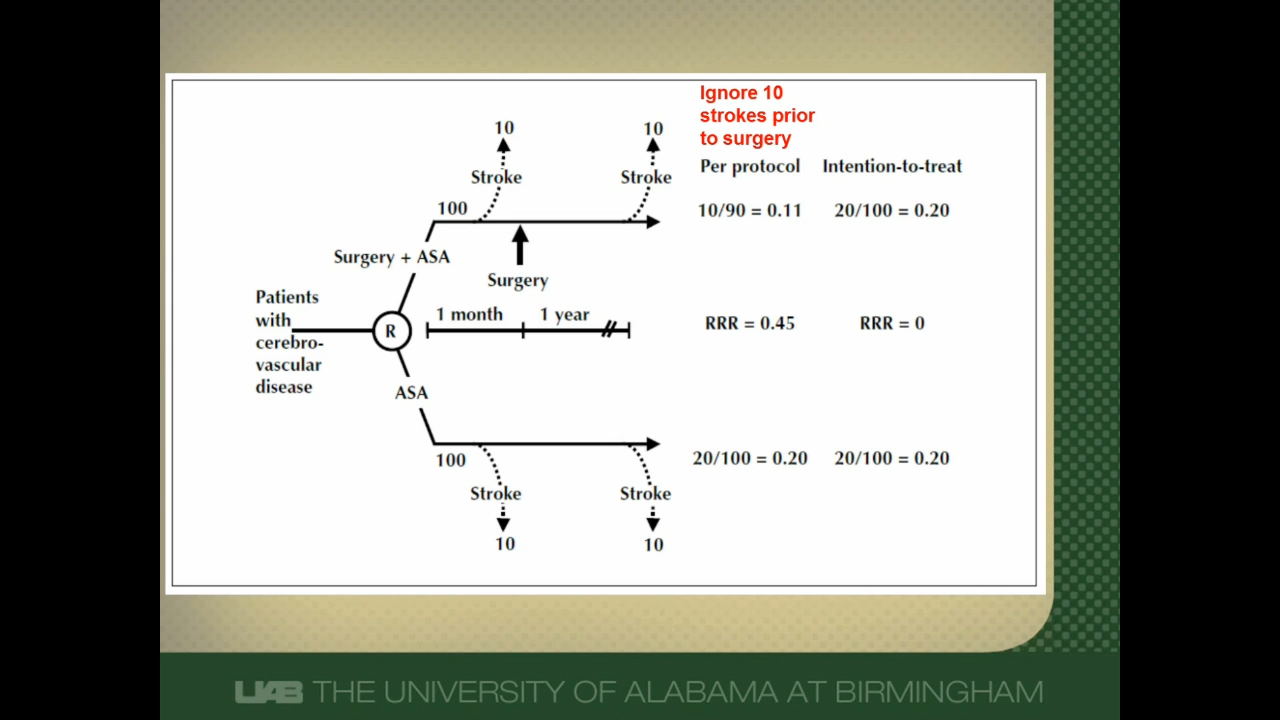 Ignore 10
strokes prior
to surgery
Per protocol Intention-to-treat
10 10
Stroke Stroke
100
10/90 = 0.11 20/100 = 0.20
Surgery + ASA
Surgery
Patients
with
cerebro-
vascular
disease
R
1 month 1 year
RRR = 0.45 RRR = 0
ASA
100
20/100 = 0.20 20/100 = 0.20
Stroke Stroke
10 10
UAB THE UNIVERSITY OF ALABAMA AT BIRMINGHAM